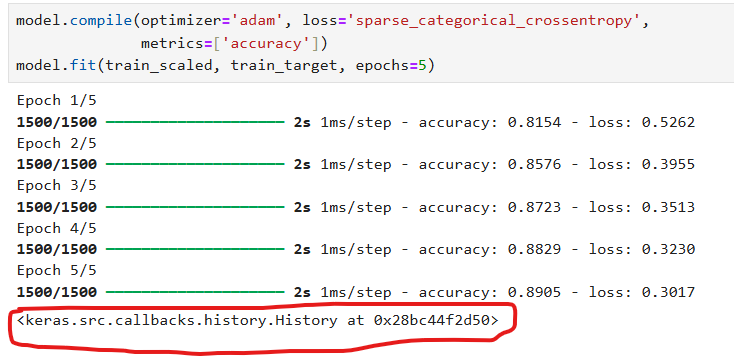 model.compile(optimizer='adam', loss='sparse_categorical_crossentropy',
metrics=['accuracy'])
model.fit(train_scaled, train_target, epochs=5)
Epoch 1/5
1500/1500 ━━━━━━━━━━━━━━━━━━━━ 2s 1ms/step - accuracy: 0.8154 - loss: 0.5262
Epoch 2/5
1500/1500 ━━━━━━━━━━━━━━━━━━━━ 2s 1ms/step - accuracy: 0.8576 - loss: 0.3955
Epoch 3/5
1500/1500 ━━━━━━━━━━━━━━━━━━━━ 2s 1ms/step - accuracy: 0.8723 - loss: 0.3513
Epoch 4/5
1500/1500 ━━━━━━━━━━━━━━━━━━━━ 2s 1ms/step - accuracy: 0.8829 - loss: 0.3230
Epoch 5/5
1500/1500 ━━━━━━━━━━━━━━━━━━━━ 2s 1ms/step - accuracy: 0.8905 - loss: 0.3017
<keras.src.callbacks.history.History at 0x28bc44f2d50>